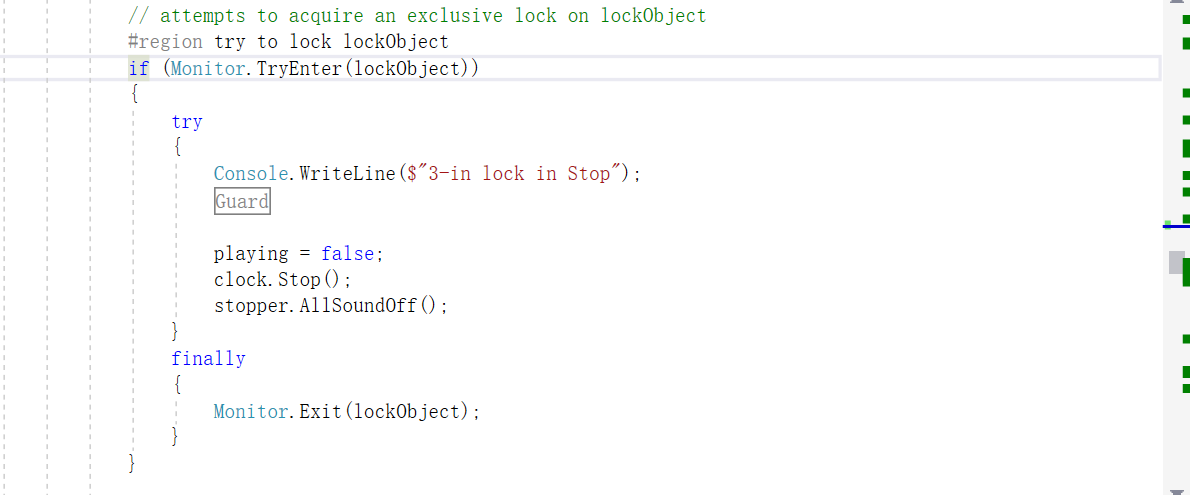 // attempts to acquire an exclusive lock on lockObject
#region try to lock lockObject
if (Monitor.TryEnter(lockObject))
{
try
{
Console.WriteLine($"3-in lock in Stop");
Guard
playing = false;
clock.Stop();
stopper.AllSoundOff();
}
finally
{
Monitor.Exit(lockObject);
}
}